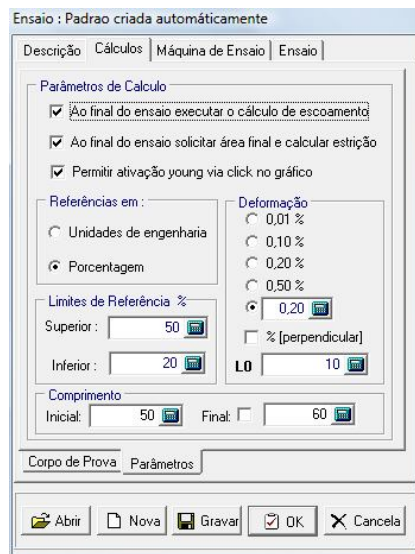 Ensaio : Padrao criada automáticamente
Descrição Cálculos Máquina de Ensaio Ensaio
Parâmetros de Calculo
Ao final do ensaio executar o cálculo de escoamento
Ao final do ensaio solicitar área final e calcular estrição
Permitir ativação young via click no gráfico
Referências em :
Unidades de engenharia
Porcentagem
Deformação
0,01 %
0,10 %
0,20 %
0,50 %
0,20
% [perpendicular]
L0 10
Limites de Referência %
Superior : 50
Inferior : 20
Comprimento
Inicial: 50 Final: 60
Corpo de Prova Parâmetros
Abrir Nova Gravar OK Cancela